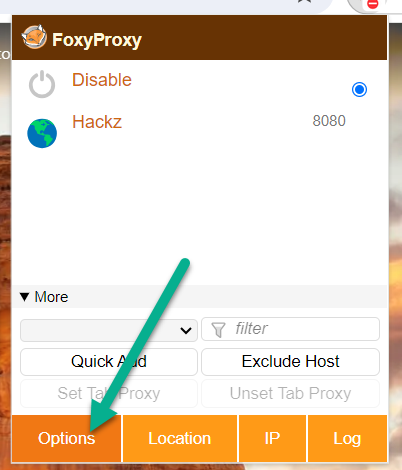 FoxyProxy
to
Disable
Hackz 8080
▼ More
filter
Quick Add Exclude Host
Set Tab Proxy Unset Tab Proxy
Options Location IP Log